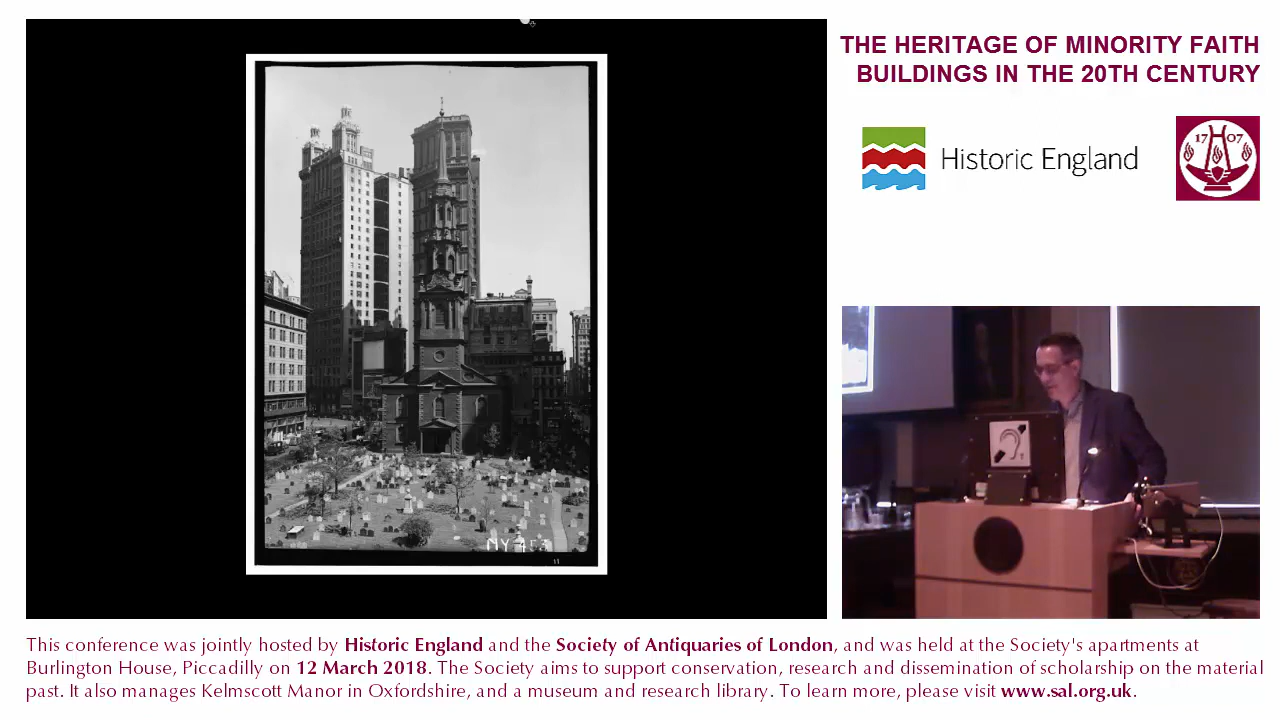 THE HERITAGE OF MINORITY FAITH
BUILDINGS IN THE 20TH CENTURY
Historic England
17 07
NY 453
11
This conference was jointly hosted by Historic England and the Society of Antiquaries of London, and was held at the Society's apartments at
Burlington House, Piccadilly on 12 March 2018. The Society aims to support conservation, research and dissemination of scholarship on the material
past. It also manages Kelmscott Manor in Oxfordshire, and a museum and research library. To learn more, please visit www.sal.org.uk.